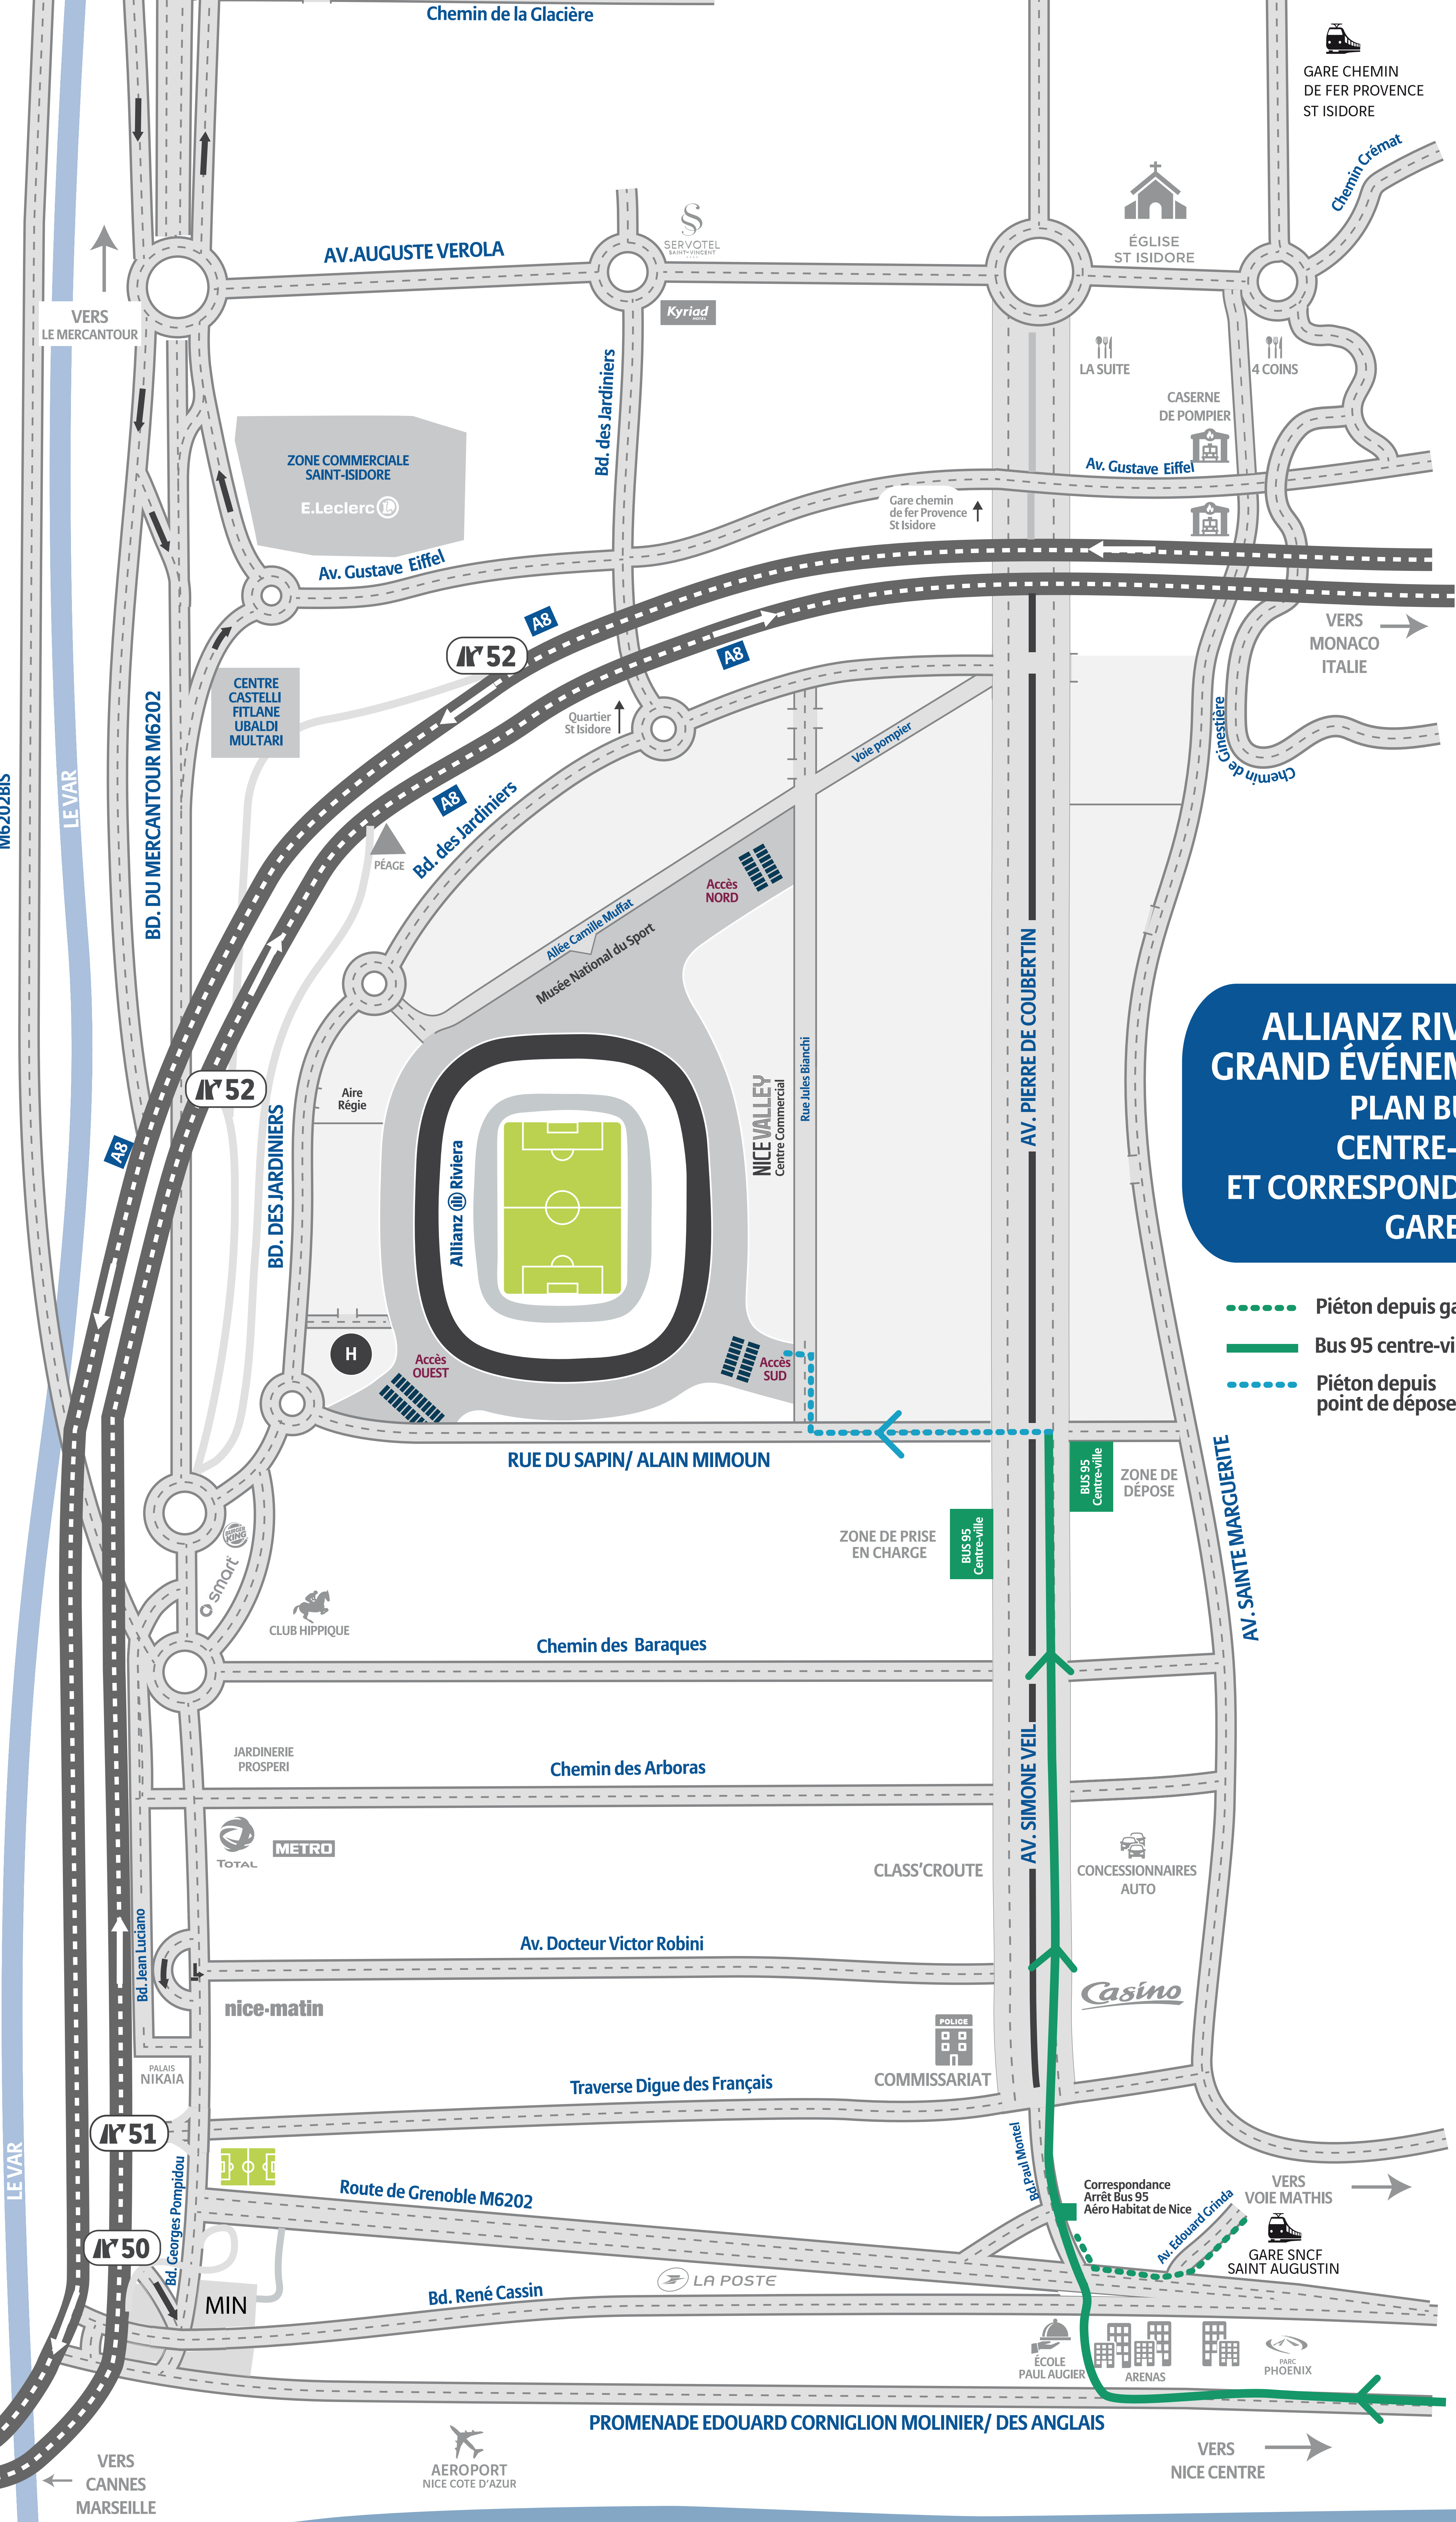 Chemin de la Glacière
GARE CHEMIN
DE FER PROVENCE
ST ISIDORE
Chemin Crémat
SERVOTEL
SAINT-VINCENT
ÉGLISE
ST ISIDORE
AV.AUGUSTE VEROLA
VERS
LE MERCANTOUR
Kyriad
HÔTEL
Bd. des Jardiniers
LA SUITE
4 COINS
CASERNE
DE POMPIER
ZONE COMMERCIALE
SAINT-ISIDORE
E.Leclerc L
Av. Gustave Eiffel
Gare chemin
de fer Provence
St Isidore
Av. Gustave Eiffel
A8
52
A8
VERS
MONACO
ITALIE
CENTRE
CASTELLI
FITLANE
UBALDI
MULTARI
BD. DU MERCANTOUR M6202
Quartier
St Isidore
Voie pompier
Chemin de Ginestière
M6202BIS
LE VAR
A8
Bd. des Jardiniers
PÉAGE
Accès
NORD
Allée Camille Muffat
Musée National du Sport
AV. PIERRE DE COUBERTIN
ALLIANZ RIV
GRAND ÉVÉNEM
PLAN BU
CENTRE-
ET CORRESPOND
GARE
52
Aire
Régie
A8
BD. DES JARDINIERS
Allianz Riviera
NICEVALLEY
Centre Commercial
Rue Jules Bianchi
Piéton depuis ga
Bus 95 centre-vi
Piéton depuis
point de dépose
H
Accès
OUEST
Accès
SUD
RUE DU SAPIN/ ALAIN MIMOUN
BUS 95
Centre-ville
ZONE DE
DÉPOSE
AV. SAINTE MARGUERITE
ZONE DE PRISE
EN CHARGE
BUS 95
Centre-ville
BURGER
KING
smart
CLUB HIPPIQUE
Chemin des Baraques
JARDINERIE
PROSPERI
Chemin des Arboras
AV. SIMONE VEIL
TOTAL
METRO
CLASS'CROUTE
CONCESSIONNAIRES
AUTO
Bd. Jean Luciano
Av. Docteur Victor Robini
nice-matin
Casino
POLICE
COMMISSARIAT
PALAIS
NIKAIA
Traverse Digue des Français
51
LE VAR
Bd. Georges Pompidou
Route de Grenoble M6202
Bd. Paul Montel
Correspondance
Arrêt Bus 95
Aéro Habitat de Nice
VERS
VOIE MATHIS
Av. Edouard Grinda
GARE SNCF
SAINT AUGUSTIN
50
MIN
Bd. René Cassin
LA POSTE
ÉCOLE
PAUL AUGIER
ARENAS
PARC
PHOENIX
PROMENADE EDOUARD CORNIGLION MOLINIER/ DES ANGLAIS
VERS
CANNES
MARSEILLE
AEROPORT
NICE COTE D'AZUR
VERS
NICE CENTRE